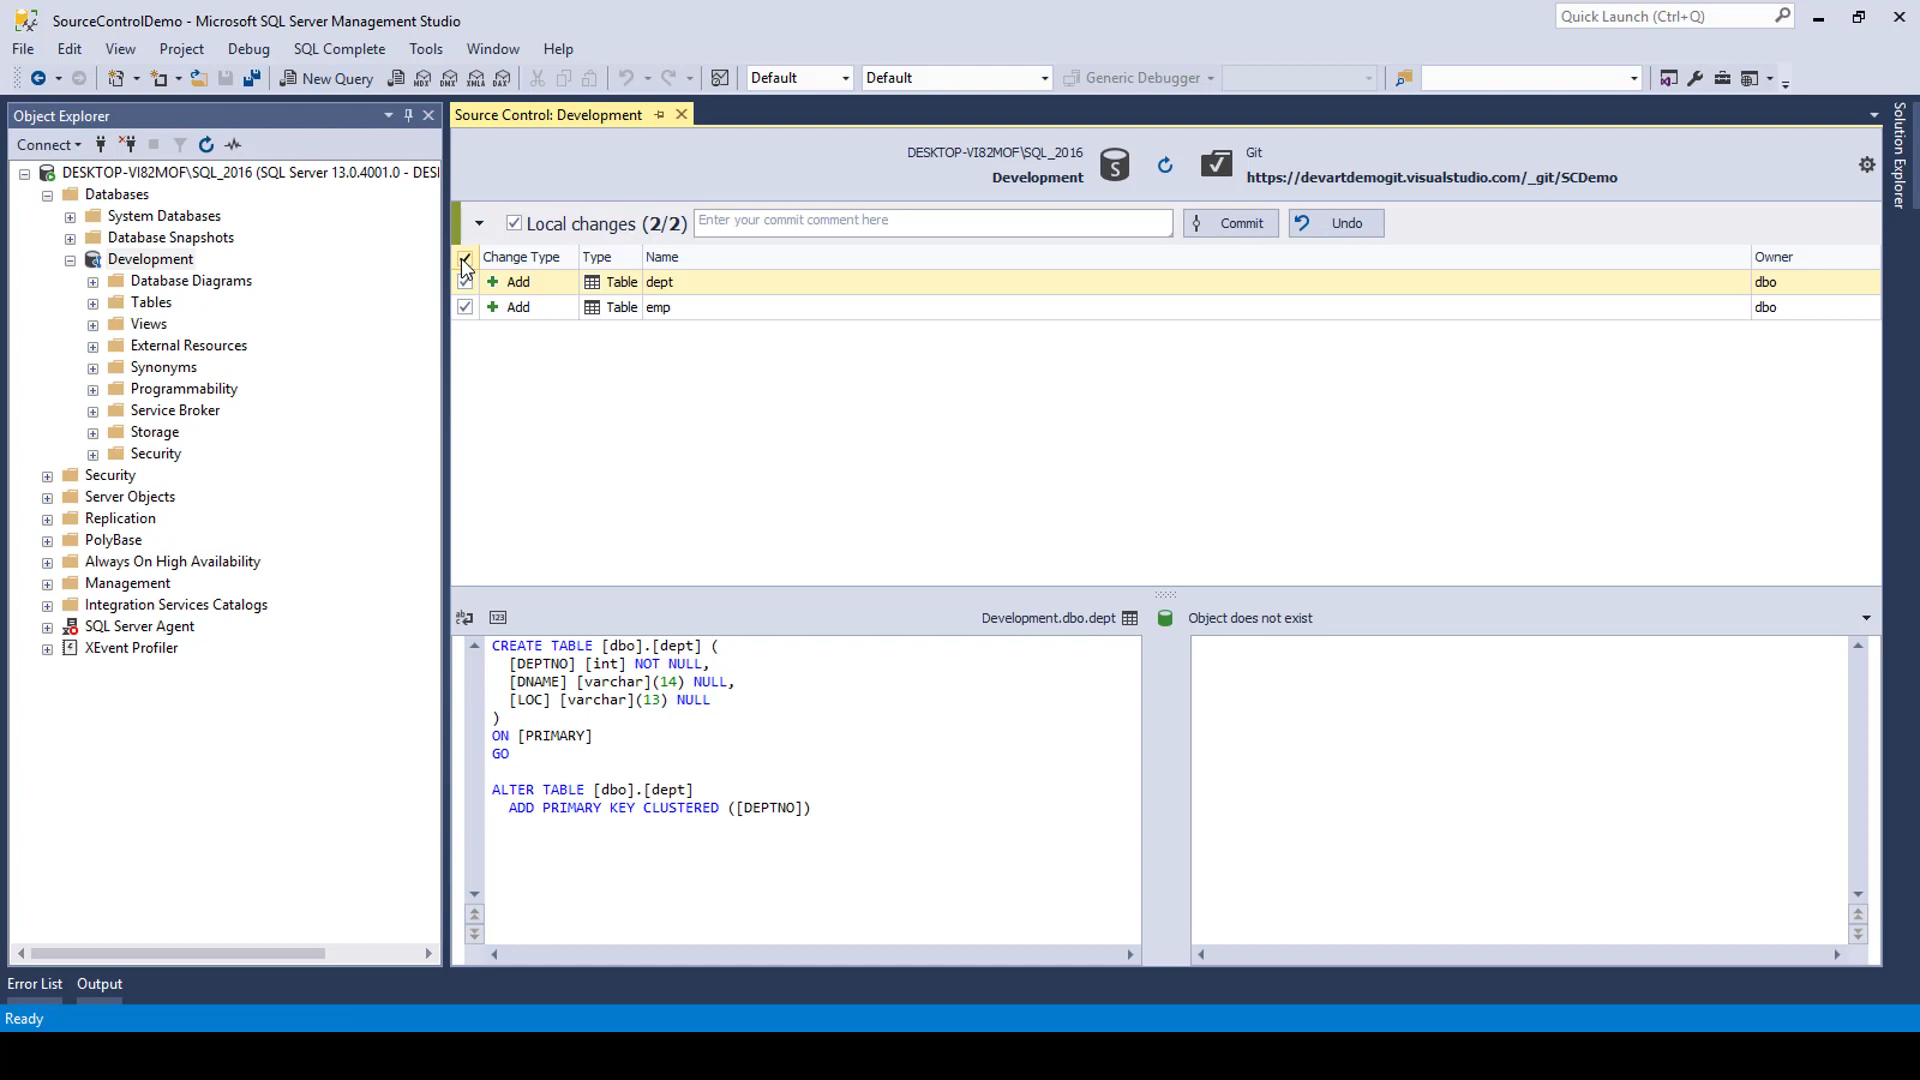 SourceControlDemo - Microsoft SQL Server Management Studio
Quick Launch (Ctrl+Q)
File Edit View Project Debug SQL Complete Tools Window Help
New Query MDX DMX XMLA DAX Default Default Generic Debugger
Object Explorer
Connect
DESKTOP-VI82MOF\SQL_2016 (SQL Server 13.0.4001.0 - DESI
Databases
System Databases
Database Snapshots
Development
Database Diagrams
Tables
Views
External Resources
Synonyms
Programmability
Service Broker
Storage
Security
Security
Server Objects
Replication
PolyBase
Always On High Availability
Management
Integration Services Catalogs
SQL Server Agent
XEvent Profiler
Source Control: Development
DESKTOP-VI82MOF\SQL_2016
Development
Git
https://devartdemogit.visualstudio.com/_git/SCDemo
Local changes (2/2) Enter your commit comment here Commit Undo
Change Type Type Name Owner
Add Table dept dbo
Add Table emp dbo
123 Development.dbo.dept Object does not exist
CREATE TABLE [dbo].[dept] (
[DEPTNO] [int] NOT NULL,
[DNAME] [varchar](14) NULL,
[LOC] [varchar](13) NULL
)
ON [PRIMARY]
GO
ALTER TABLE [dbo].[dept]
ADD PRIMARY KEY CLUSTERED ([DEPTNO])
Solution Explorer
Error List Output
Ready